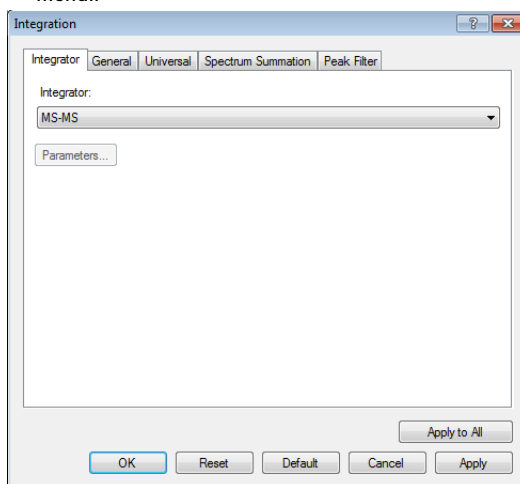 Integration
Integrator General Universal Spectrum Summation Peak Filter
Integrator:
MS-MS
Parameters...
Apply to All
OK Reset Default Cancel Apply